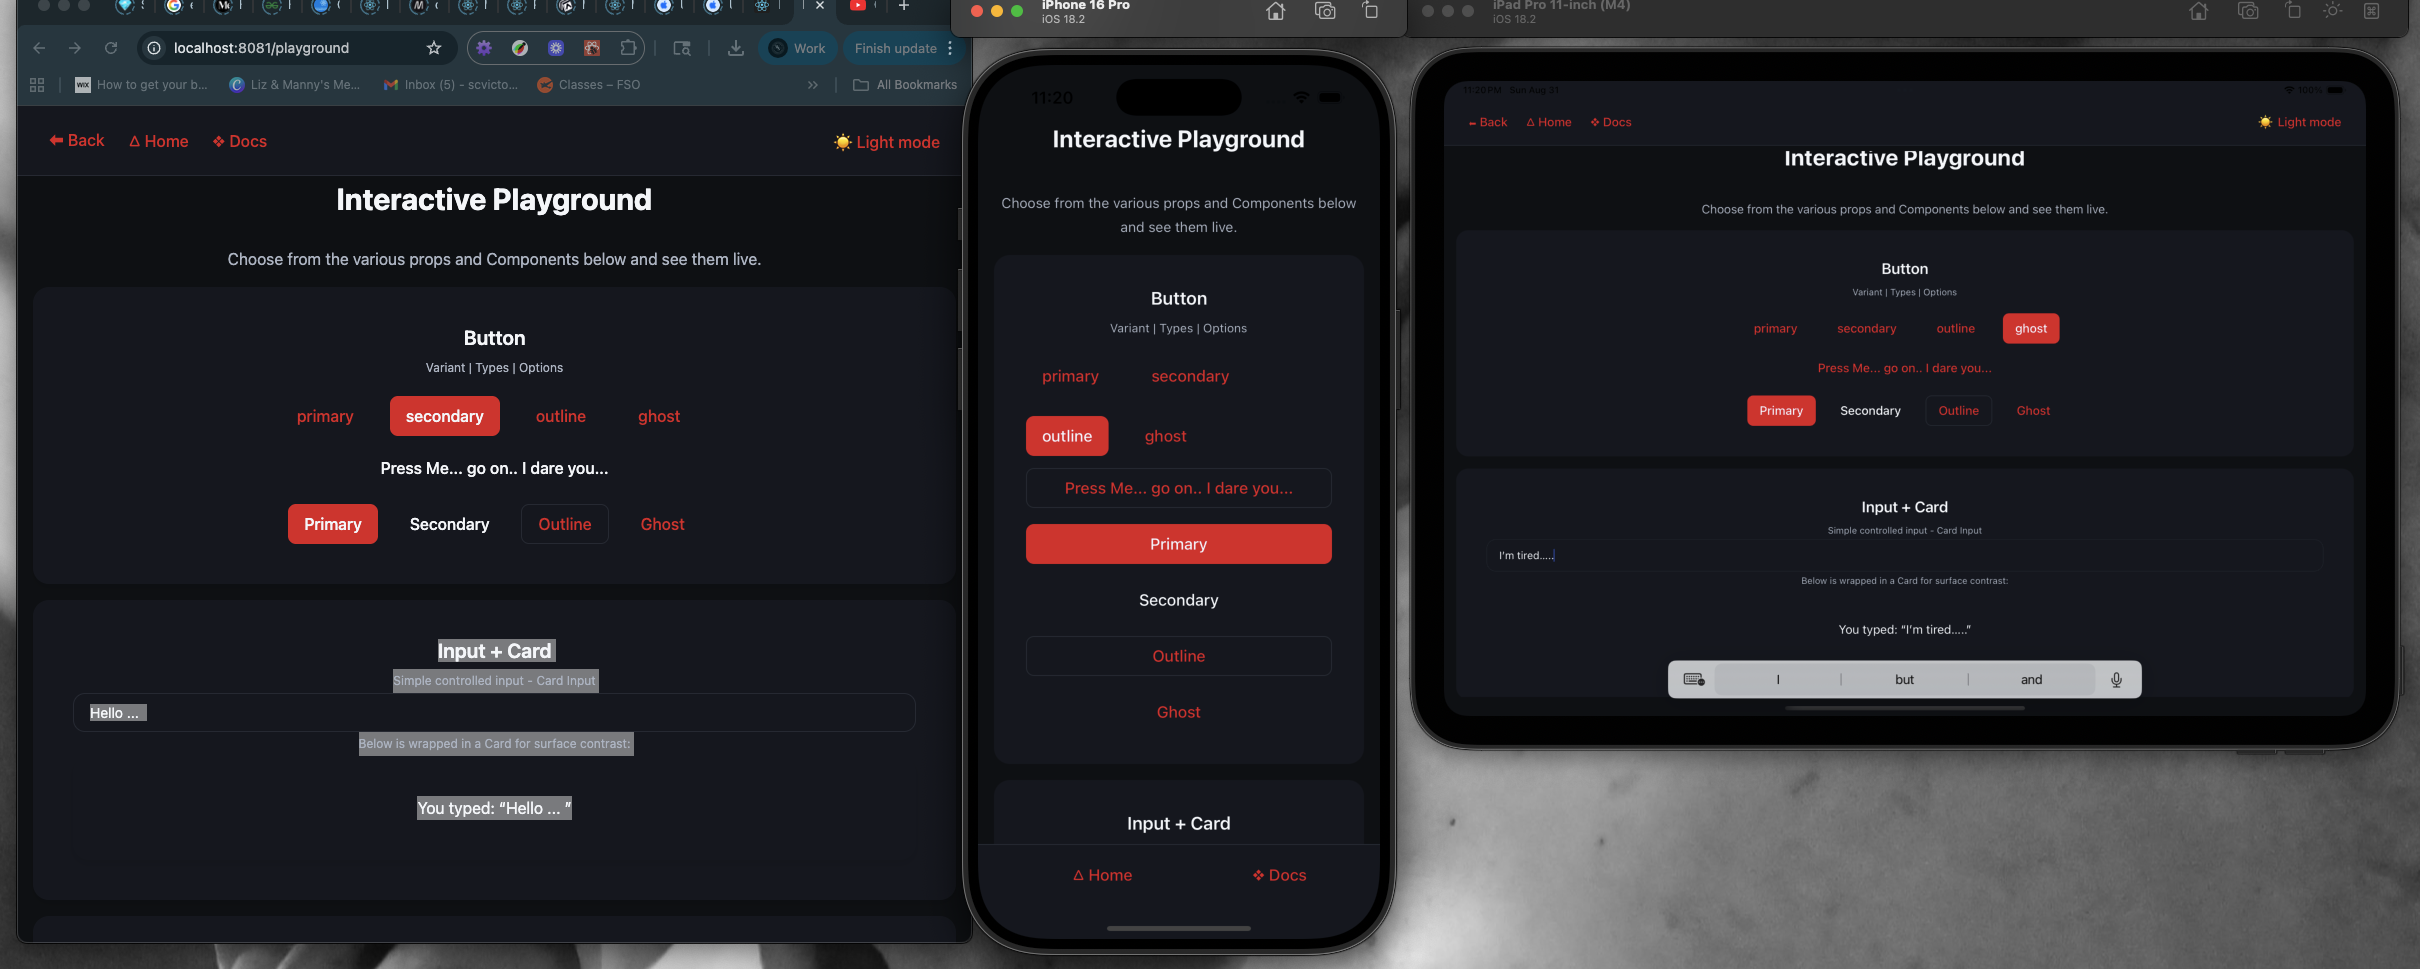 localhost:8081/playground
Work
Finish update
How to get your b...
Liz & Manny's Me...
Inbox (5) - scvicto...
Classes – FSO
All Bookmarks
Back
Home
Docs
Light mode
Interactive Playground
Choose from the various props and Components below and see them live.
Button
Variant | Types | Options
primary
secondary
outline
ghost
Press Me... go on.. I dare you...
Primary
Secondary
Outline
Ghost
Input + Card
Simple controlled input - Card Input
Hello ...
Below is wrapped in a Card for surface contrast:
You typed: “Hello ... ”
iPhone 16 Pro
iOS 18.2
11:20
Interactive Playground
Choose from the various props and Components below
and see them live.
Button
Variant | Types | Options
primary
secondary
outline
ghost
Press Me... go on.. I dare you...
Primary
Secondary
Outline
Ghost
Input + Card
Home
Docs
iPad Pro 11-inch (M4)
iOS 18.2
11:20 PM Sun Aug 31
100%
Back
Home
Docs
Light mode
Interactive Playground
Choose from the various props and Components below and see them live.
Button
Variant | Types | Options
primary
secondary
outline
ghost
Press Me... go on.. I dare you...
Primary
Secondary
Outline
Ghost
Input + Card
Simple controlled input - Card Input
I'm tired.....
Below is wrapped in a Card for surface contrast:
You typed: “I'm tired.....”
I
but
and